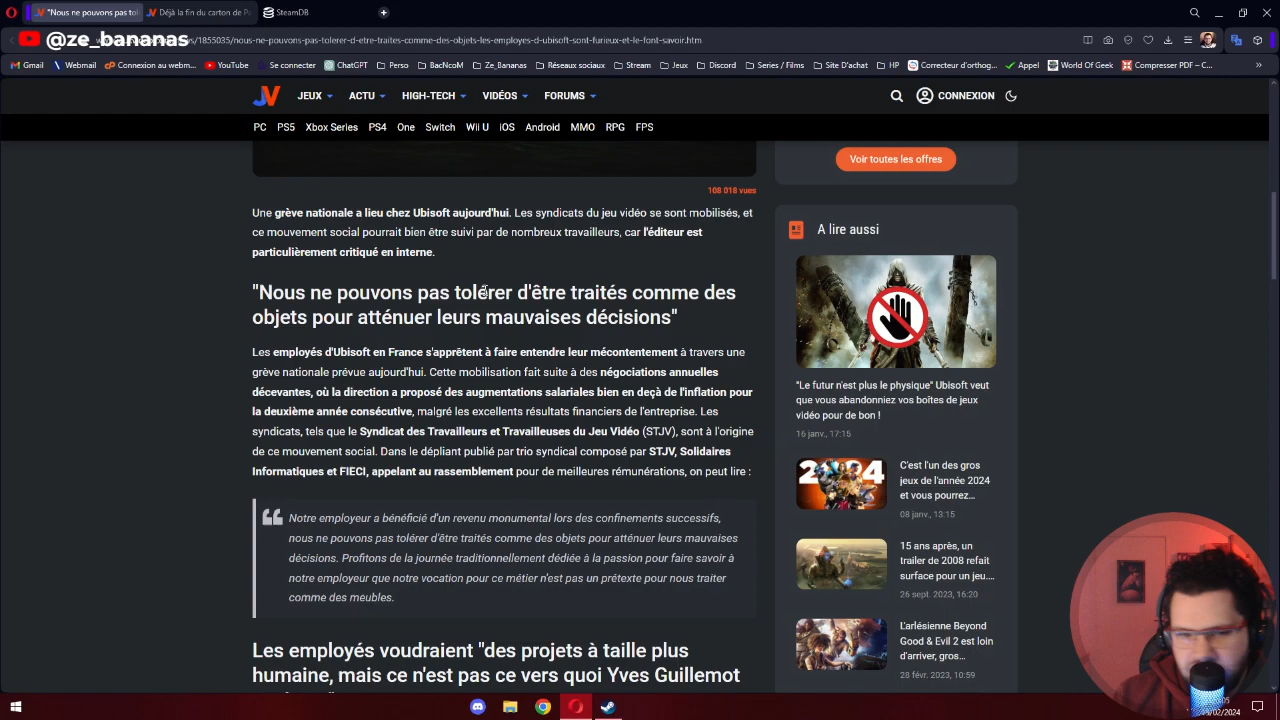 "Nous ne pouvons pas tol
Déjà la fin du carton de P
SteamDB
@ze_bananas
s/1855035/nous-ne-pouvons-pas-tolerer-d-etre-traites-comme-des-objets-les-employes-d-ubisoft-sont-furieux-et-le-font-savoir.htm
Gmail
Webmail
Connexion au webm...
YouTube
Se connecter
ChatGPT
Perso
BacNcoM
Ze_Bananas
Réseaux sociaux
Stream
Jeux
Discord
Series / Films
Site D'achat
HP
Correcteur d'orthog...
Appel
World Of Geek
Compresser PDF – C...
JV
JEUX
ACTU
HIGH-TECH
VIDÉOS
FORUMS
CONNEXION
PC PS5 Xbox Series PS4 One Switch Wii U iOS Android MMO RPG FPS
108 018 vues
Une grève nationale a lieu chez Ubisoft aujourd'hui. Les syndicats du jeu vidéo se sont mobilisés, et
ce mouvement social pourrait bien être suivi par de nombreux travailleurs, car l'éditeur est
particulièrement critiqué en interne.
"Nous ne pouvons pas tolérer d'être traités comme des
objets pour atténuer leurs mauvaises décisions"
Les employés d'Ubisoft en France s'apprêtent à faire entendre leur mécontentement à travers une
grève nationale prévue aujourd'hui. Cette mobilisation fait suite à des négociations annuelles
décevantes, où la direction a proposé des augmentations salariales bien en deçà de l'inflation pour
la deuxième année consécutive, malgré les excellents résultats financiers de l'entreprise. Les
syndicats, tels que le Syndicat des Travailleurs et Travailleuses du Jeu Vidéo (STJV), sont à l'origine
de ce mouvement social. Dans le dépliant publié par trio syndical composé par STJV, Solidaires
Informatiques et FIECI, appelant au rassemblement pour de meilleures rémunérations, on peut lire :
Notre employeur a bénéficié d'un revenu monumental lors des confinements successifs,
nous ne pouvons pas tolérer d'être traités comme des objets pour atténuer leurs mauvaises
décisions. Profitons de la journée traditionnellement dédiée à la passion pour faire savoir à
notre employeur que notre vocation pour ce métier n'est pas un prétexte pour nous traiter
comme des meubles.
Les employés voudraient "des projets à taille plus
humaine, mais ce n'est pas ce vers quoi Yves Guillemot
Voir toutes les offres
A lire aussi
"Le futur n'est plus le physique" Ubisoft veut
que vous abandonniez vos boîtes de jeux
vidéo pour de bon !
16 janv., 17:15
2024
C'est l'un des gros
jeux de l'année 2024
et vous pourrez...
08 janv., 13:15
15 ans après, un
trailer de 2008 refait
surface pour un jeu...
26 sept. 2023, 16:20
L'arlésienne Beyond
Good & Evil 2 est loin
d'arriver, gros...
28 févr. 2023, 10:59
/02/2024